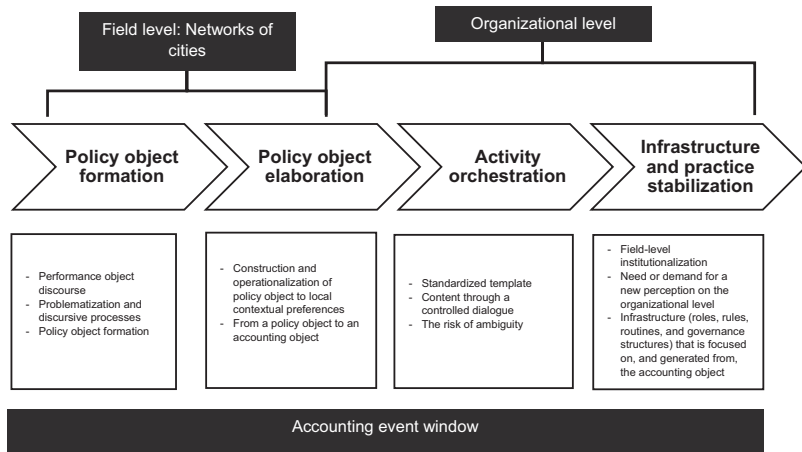 Field level: Networks of
cities
Organizational level
Policy object
formation
Policy object
elaboration
Activity
orchestration
Infrastructure
and practice
stabilization
- Performance object
discourse
- Problematization and
discursive processes
- Policy object formation
- Construction and
operationalization of
policy object to local
contextual preferences
- From a policy object to an
accounting object
- Standardized template
- Content through a
controlled dialogue
- The risk of ambiguity
- Field-level
institutionalization
- Need or demand for a
new perception on the
organizational level
- Infrastructure (roles, rules,
routines, and governance
structures) that is focused
on, and generated from,
the accounting object
Accounting event window